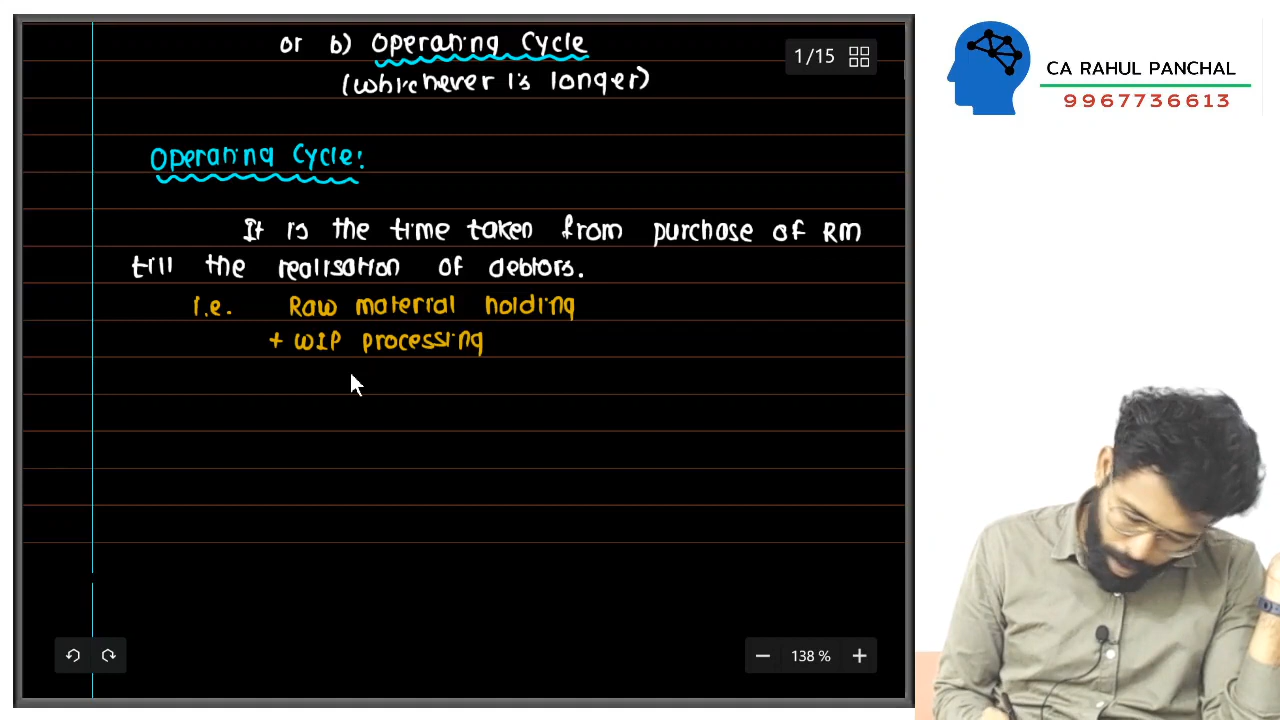 or b) Operating Cycle
(whichever is longer)
1/15
CA RAHUL PANCHAL
9967736613
Operating Cycle:
It is the time taken from purchase of RM
till the realisation of debtors.
i.e. Raw material holding
+ WIP processing
138 %